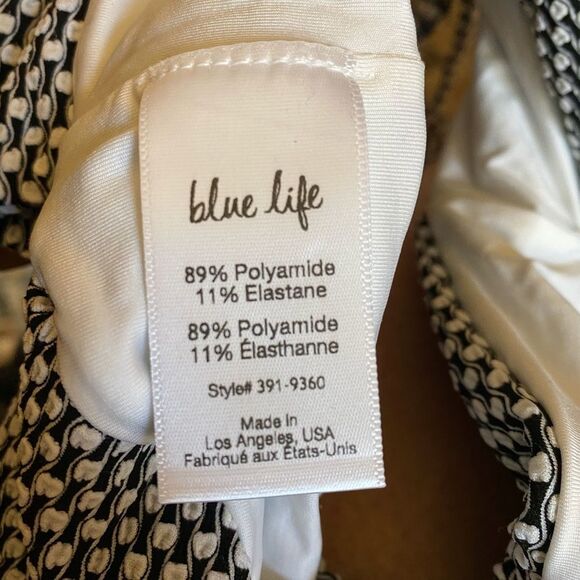 blue life
89% Polyamide
11% Elastane
89% Polyamide
11% Élasthanne
Style# 391-9360
Made In
Los Angeles, USA
Fabriqué aux États-Unis